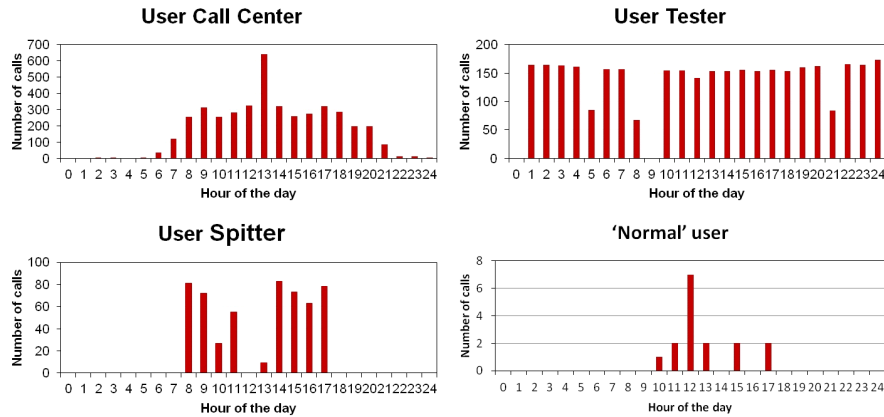 User Call Center
Number of calls
700
600
500
400
300
200
100
0
0 1 2 3 4 5 6 7 8 9 10 11 12 13 14 15 16 17 18 19 20 21 22 23 24
Hour of the day
User Tester
Number of calls
200
150
100
50
0
0 1 2 3 4 5 6 7 8 9 10 11 12 13 14 15 16 17 18 19 20 21 22 23 24
Hour of the day
User Spitter
Number of calls
100
80
60
40
20
0
0 1 2 3 4 5 6 7 8 9 10 11 12 13 14 15 16 17 18 19 20 21 22 23 24
Hour of the day
‘Normal’ user
Number of calls
8
6
4
2
0
0 1 2 3 4 5 6 7 8 9 10 11 12 13 14 15 16 17 18 19 20 21 22 23 24
Hour of the day